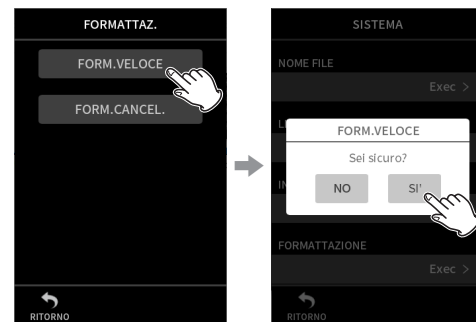 FORMATTAZ.
FORM.VELOCE
FORM.CANCEL.
RITORNO
SISTEMA
NOME FILE
Exec >
FORM.VELOCE
Sei sicuro?
NO
SI'
FORMATTAZIONE
Exec >
RITORNO